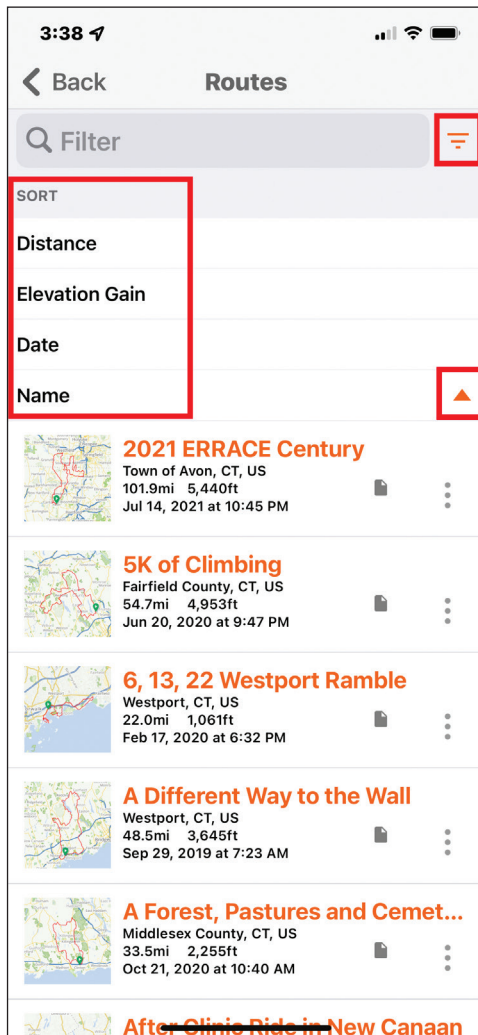 3:38
Back
Routes
Filter
SORT
Distance
Elevation Gain
Date
Name
2021 ERRACE Century
Town of Avon, CT, US
101.9mi 5,440ft
Jul 14, 2021 at 10:45 PM
5K of Climbing
Fairfield County, CT, US
54.7mi 4,953ft
Jun 20, 2020 at 9:47 PM
6, 13, 22 Westport Ramble
Westport, CT, US
22.0mi 1,061ft
Feb 17, 2020 at 6:32 PM
A Different Way to the Wall
Westport, CT, US
48.5mi 3,645ft
Sep 29, 2019 at 7:23 AM
A Forest, Pastures and Cemet...
Middlesex County, CT, US
33.5mi 2,255ft
Oct 21, 2020 at 10:40 AM
After Clinic Ride in New Canaan